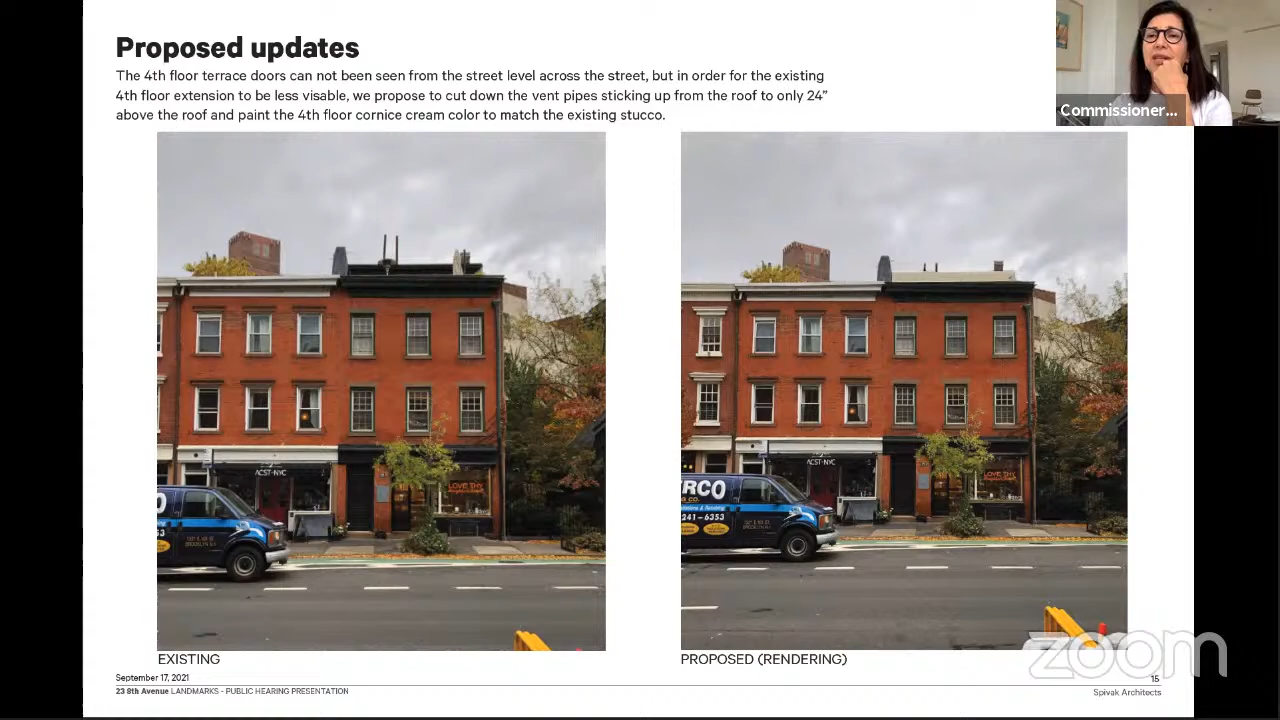 Proposed updates
The 4th floor terrace doors can not been seen from the street level across the street, but in order for the existing
4th floor extension to be less visable, we propose to cut down the vent pipes sticking up from the roof to only 24”
above the roof and paint the 4th floor cornice cream color to match the existing stucco.
Commissioner...
ACST-NYC
LOVE THY
ACST-NYC
LOVE THY
RCO
G CO.
241-6353
EXISTING
PROPOSED (RENDERING)
zoom
September 17, 2021
15
23 8th Avenue LANDMARKS - PUBLIC HEARING PRESENTATION
Spivak Architects